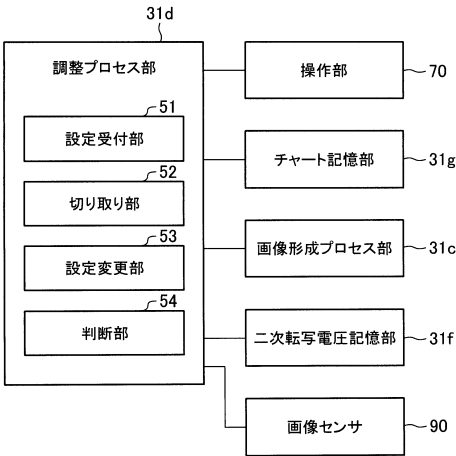 31d
調整プロセス部
51
設定受付部
52
切り取り部
53
設定変更部
54
判断部
操作部
70
チャート記憶部
31g
画像形成プロセス部
31c
二次転写電圧記憶部
31f
画像センサ
90